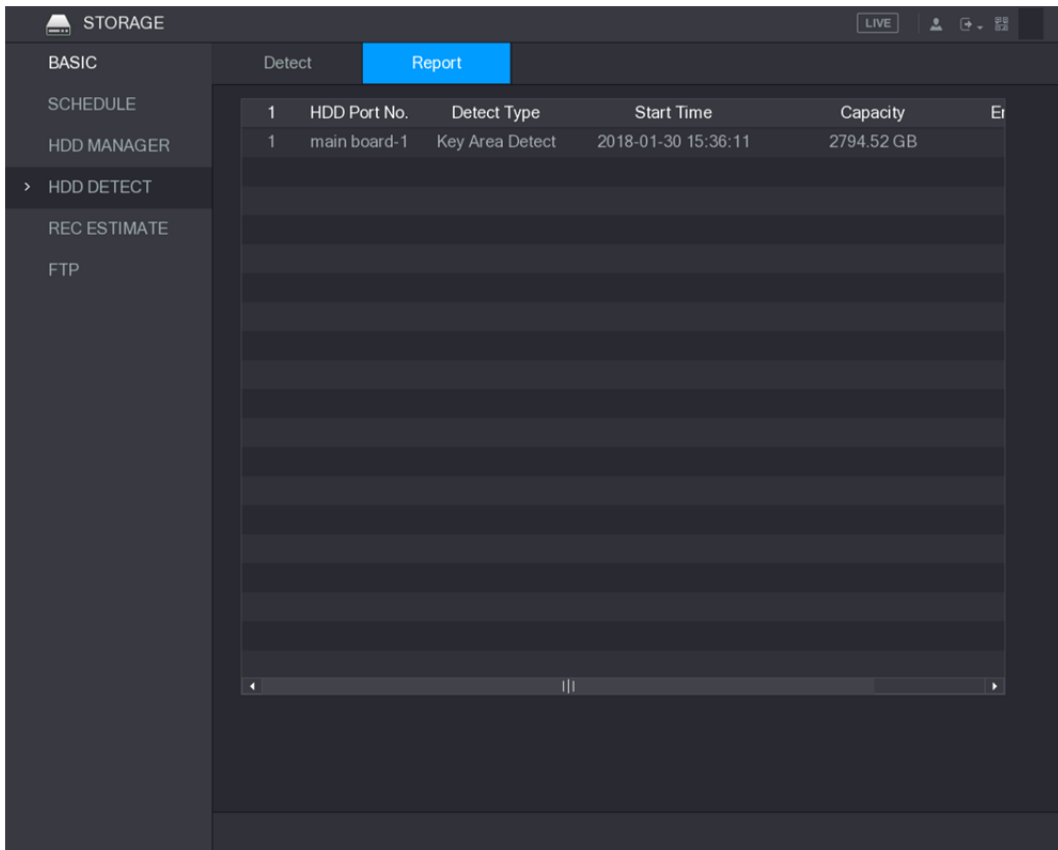 STORAGE LIVE
BASIC Detect Report
SCHEDULE
1 HDD Port No. Detect Type Start Time Capacity Er
1 main board-1 Key Area Detect 2018-01-30 15:36:11 2794.52 GB
HDD MANAGER
HDD DETECT
REC ESTIMATE
FTP